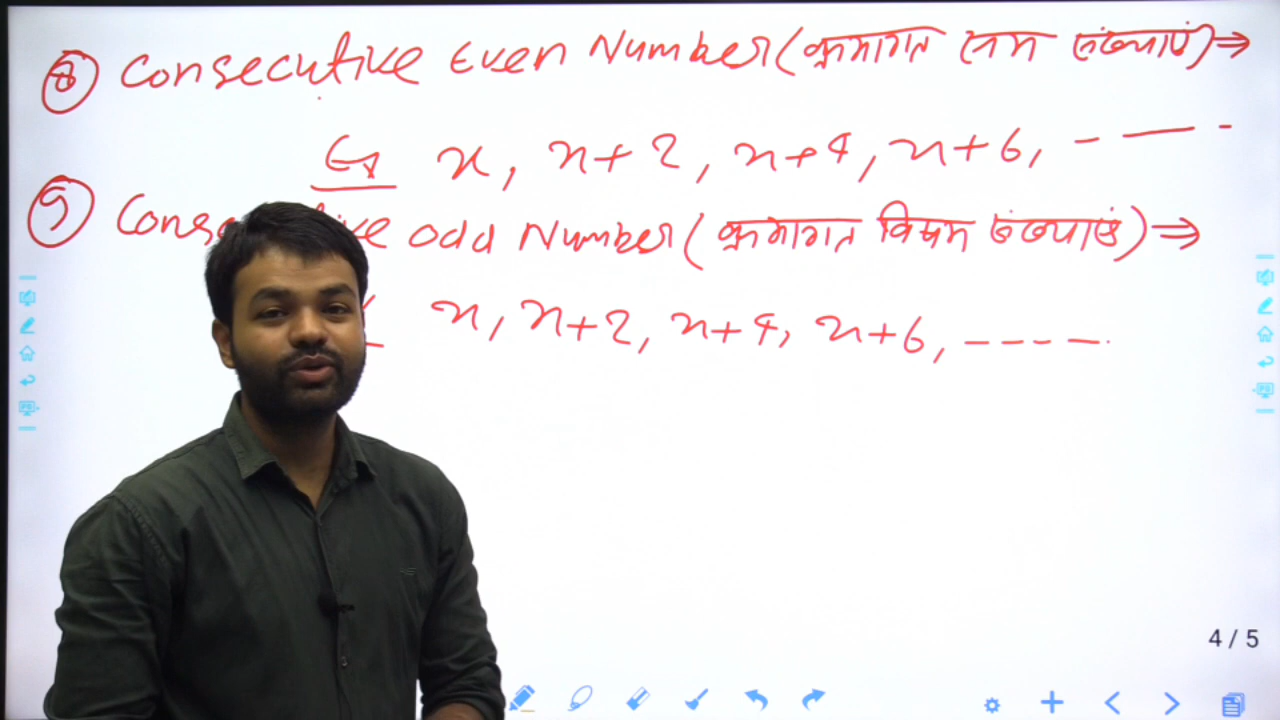 ⑧ Consecutive Even Number (क्रमागत सम संख्याएं) ⇒
Ex x, x+2, x+4, x+6, - — -
⑨ Conse ive odd Number (क्रमागत विषम संख्याएं) ⇒
x, x+2, x+4, x+6, - - - -
4 / 5